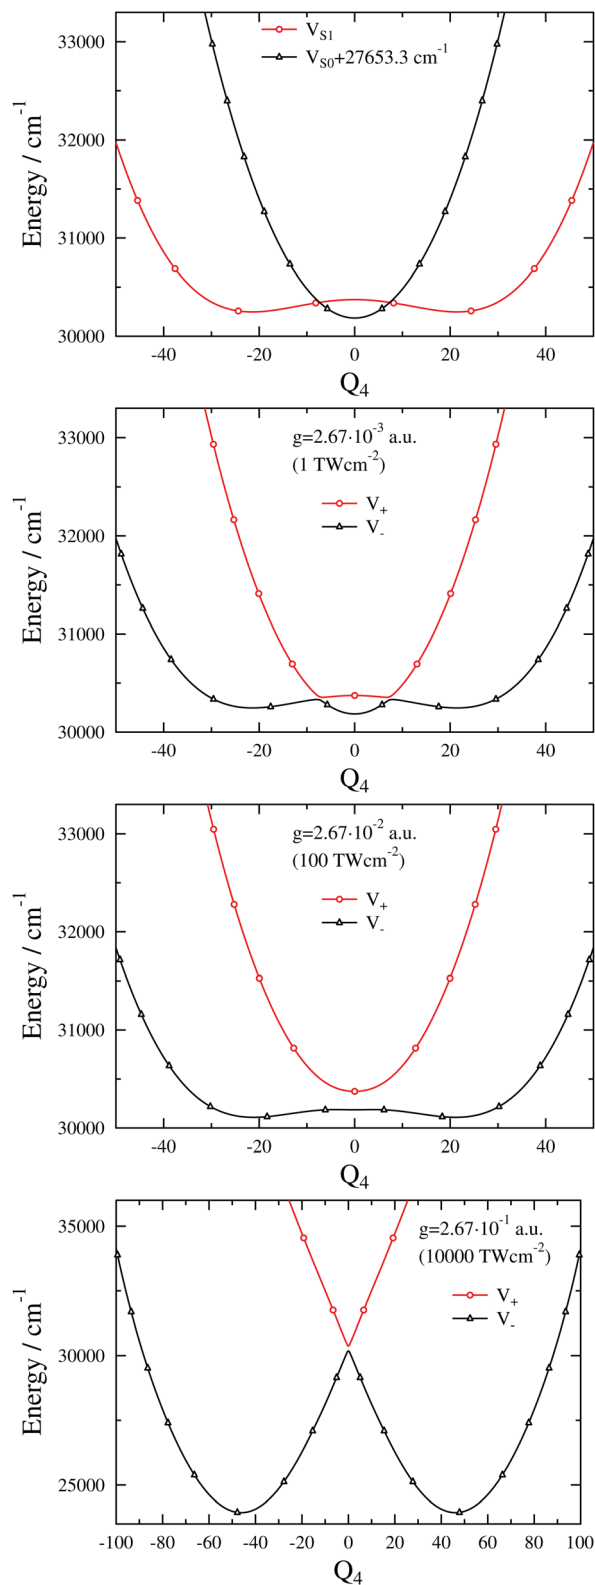 33000
32000
31000
30000
Energy / cm⁻¹
V_S1
V_S0+27653.3 cm⁻¹
-40 -20 0 20 40
Q₄
33000
32000
31000
30000
Energy / cm⁻¹
g=2.67·10⁻³ a.u.
(1 TWcm⁻²)
V₊
V₋
-40 -20 0 20 40
Q₄
33000
32000
31000
30000
Energy / cm⁻¹
g=2.67·10⁻² a.u.
(100 TWcm⁻²)
V₊
V₋
-40 -20 0 20 40
Q₄
35000
30000
25000
Energy / cm⁻¹
g=2.67·10⁻¹ a.u.
(10000 TWcm⁻²)
V₊
V₋
-100 -80 -60 -40 -20 0 20 40 60 80 100
Q₄